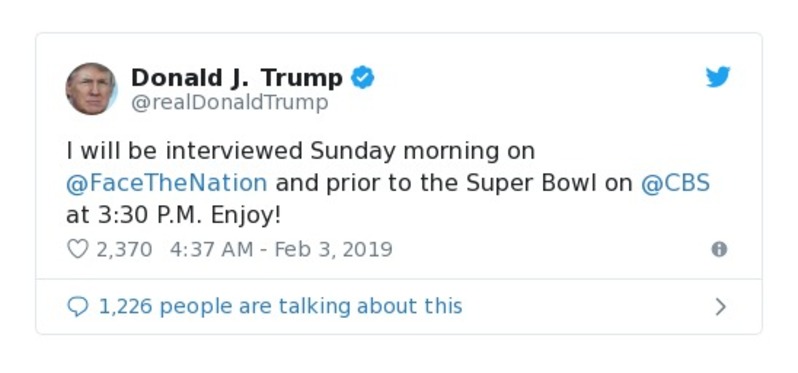 Donald J. Trump
@realDonaldTrump
I will be interviewed Sunday morning on
@FaceTheNation and prior to the Super Bowl on @CBS
at 3:30 P.M. Enjoy!
2,370 4:37 AM - Feb 3, 2019
1,226 people are talking about this